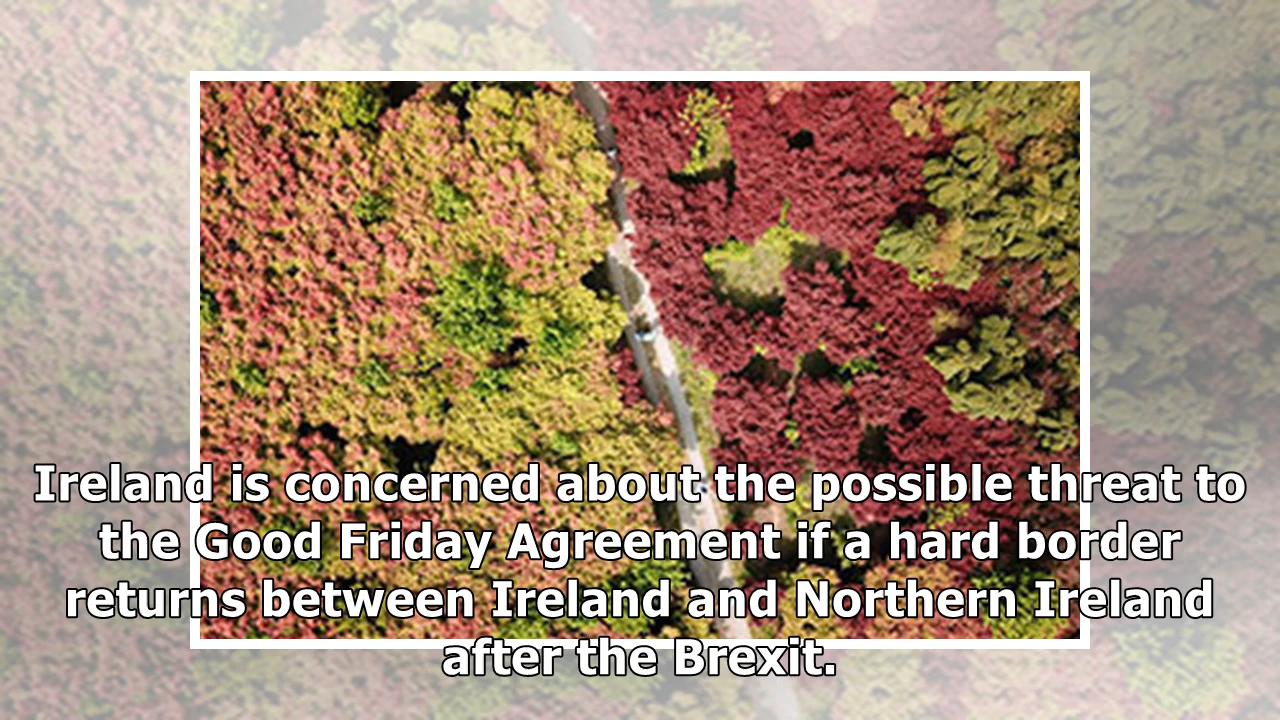 Ireland is concerned about the possible threat to
the Good Friday Agreement if a hard border
returns between Ireland and Northern Ireland
after the Brexit.